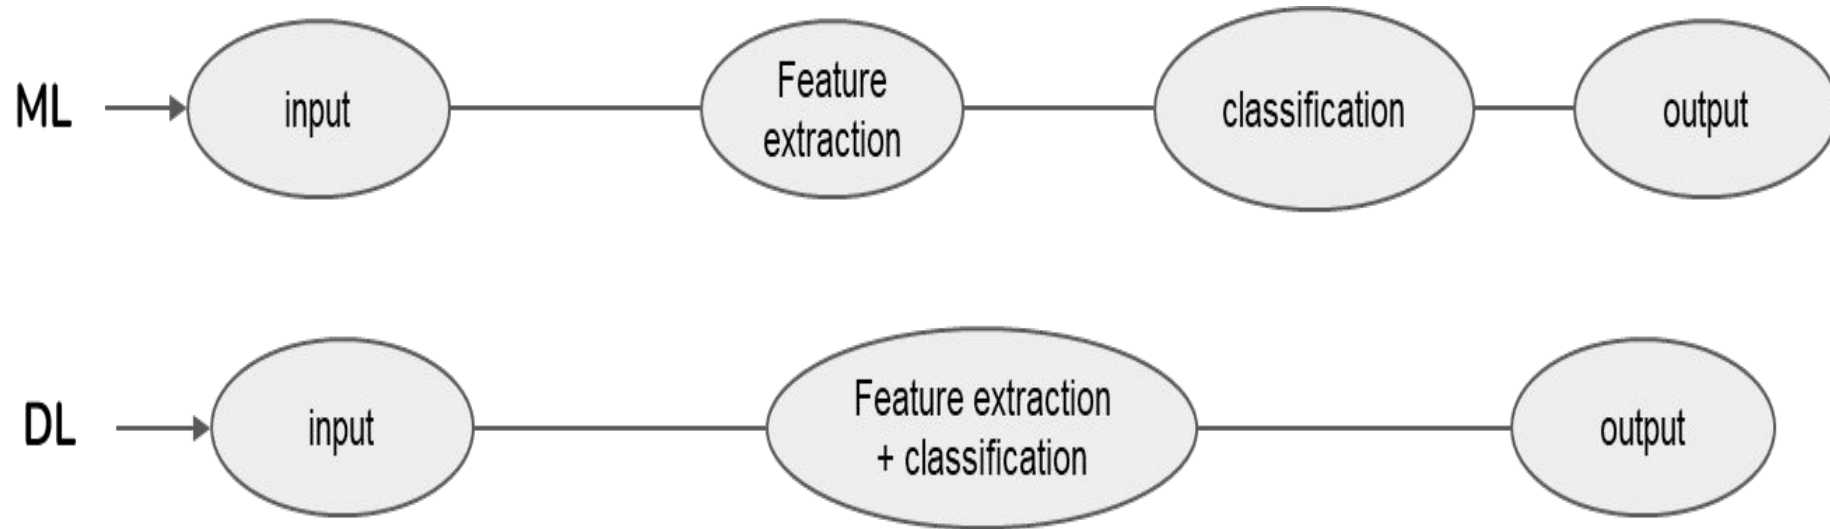 ML
input
Feature
extraction
classification
output
DL
input
Feature extraction
+ classification
output